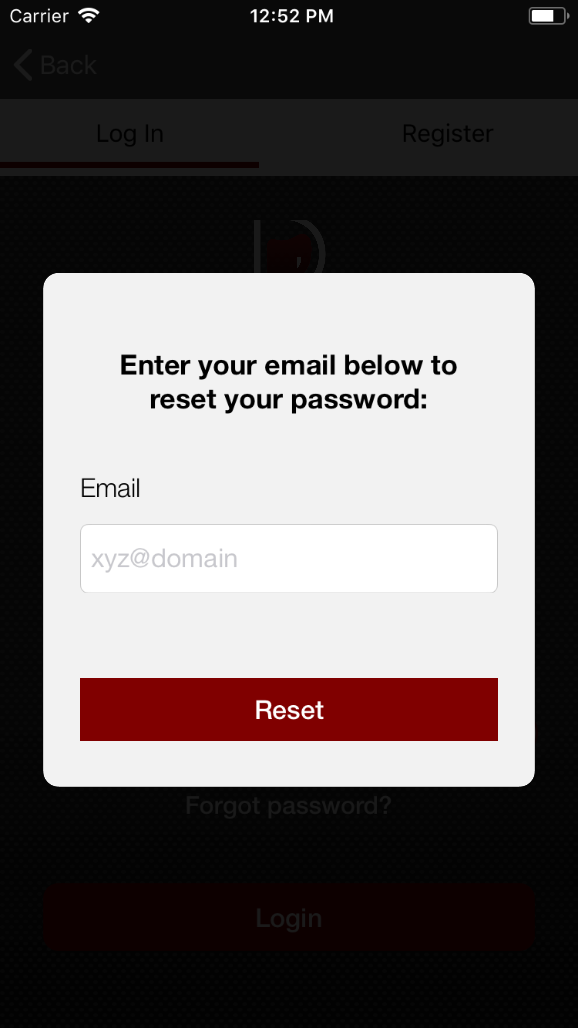 Carrier 12:52 PM
Back
Log In Register
Enter your email below to
reset your password:
Email
xyz@domain
Reset
Forgot password?
Login